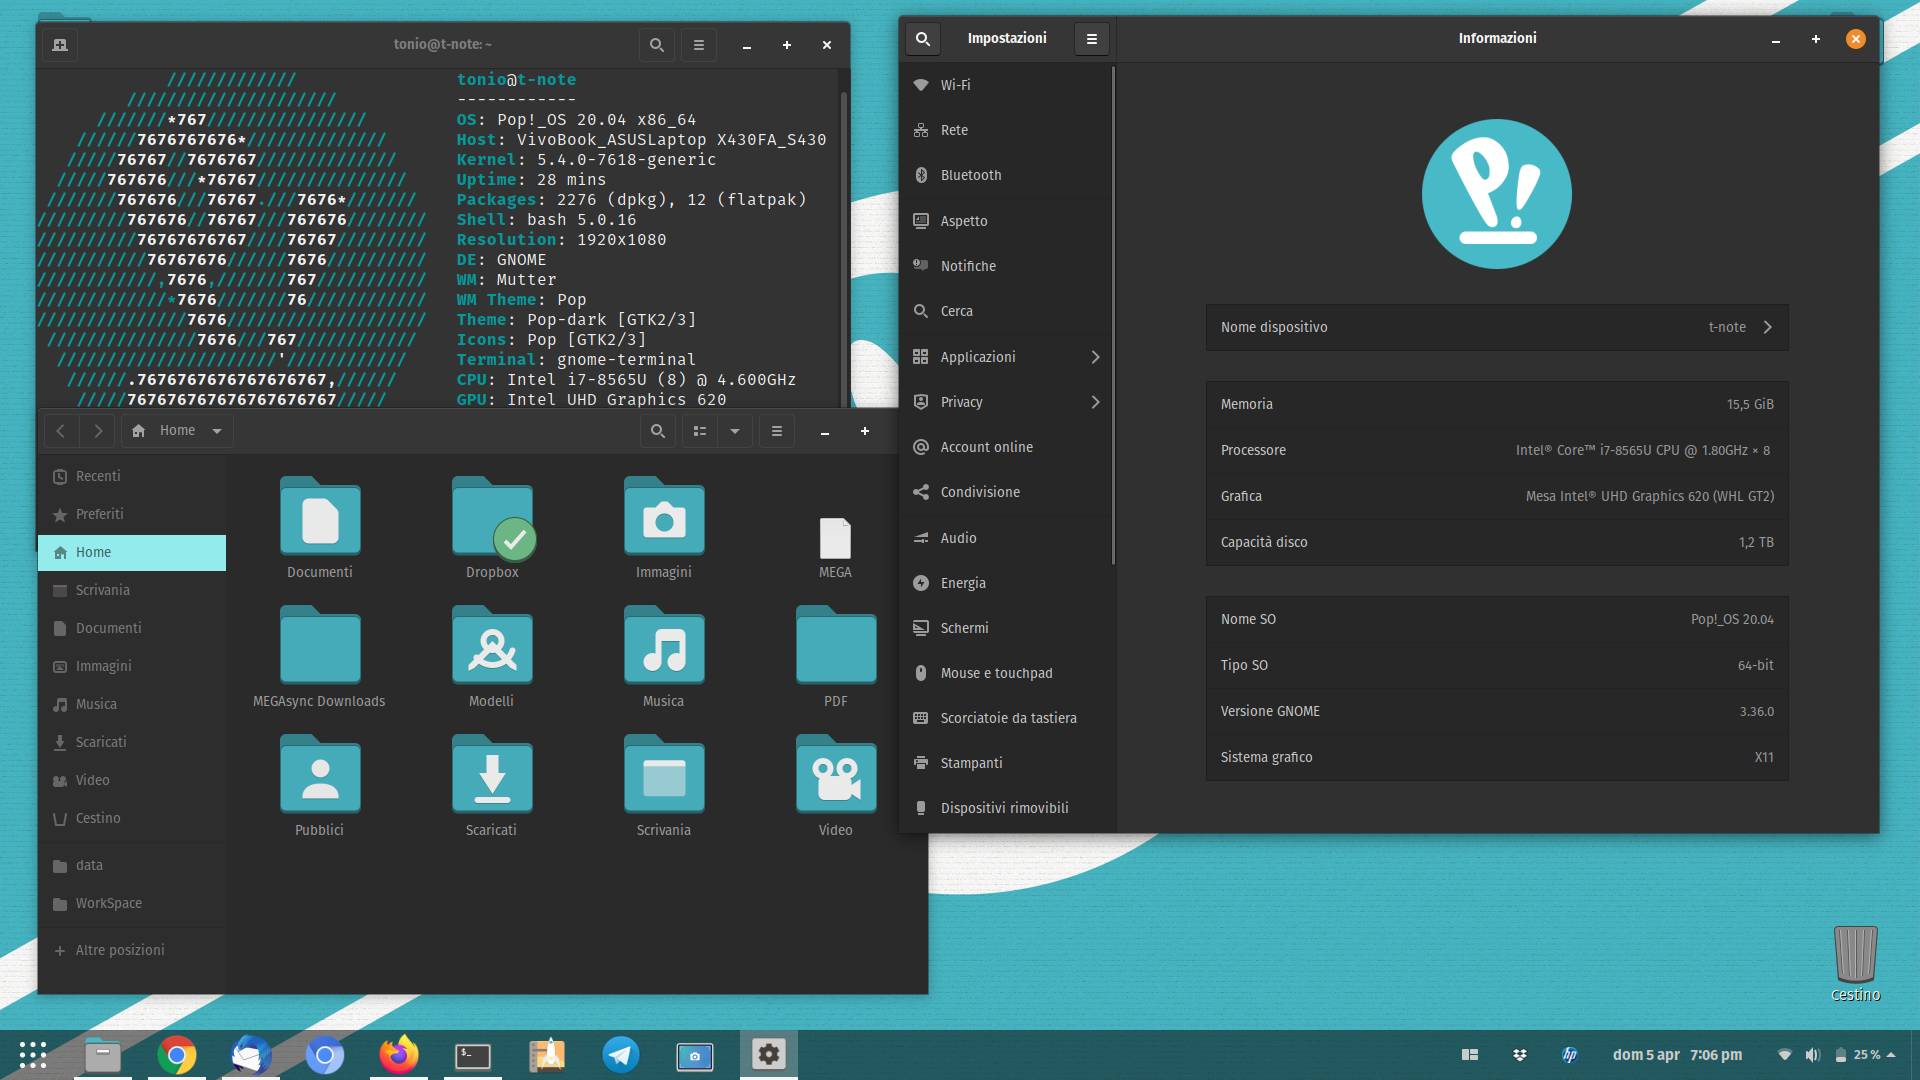 tonio@t-note: ~
tonio@t-note
------------
OS: Pop!_OS 20.04 x86_64
Host: VivoBook_ASUSLaptop X430FA_S430
Kernel: 5.4.0-7618-generic
Uptime: 28 mins
Packages: 2276 (dpkg), 12 (flatpak)
Shell: bash 5.0.16
Resolution: 1920x1080
DE: GNOME
WM: Mutter
WM Theme: Pop
Theme: Pop-dark [GTK2/3]
Icons: Pop [GTK2/3]
Terminal: gnome-terminal
CPU: Intel i7-8565U (8) @ 4.600GHz
GPU: Intel UHD Graphics 620
/////////////
/////////////////////
///////*767////////////////
//////7676767676*//////////////
/////76767//7676767//////////////
/////767676///*76767///////////////
///////767676///76767.///7676*///////
/////////767676//76767///767676////////
//////////76767676767////76767/////////
///////////76767676//////7676//////////
////////////,7676,///////767///////////
/////////////*7676///////76////////////
///////////////7676////////////////////
///////////////7676///767////////////
//////////////////////'////////////
//////.7676767676767676767,//////
/////767676767676767676767/////
Home
Recenti
Preferiti
Home
Scrivania
Documenti
Immagini
Musica
Scaricati
Video
Cestino
data
WorkSpace
Altre posizioni
Documenti
Dropbox
Immagini
MEGA
MEGAsync Downloads
Modelli
Musica
PDF
Pubblici
Scaricati
Scrivania
Video
Impostazioni
Wi-Fi
Rete
Bluetooth
Aspetto
Notifiche
Cerca
Applicazioni
Privacy
Account online
Condivisione
Audio
Energia
Schermi
Mouse e touchpad
Scorciatoie da tastiera
Stampanti
Dispositivi rimovibili
Informazioni
P!
Nome dispositivo t-note
Memoria 15,5 GiB
Processore Intel® Core™ i7-8565U CPU @ 1.80GHz × 8
Grafica Mesa Intel® UHD Graphics 620 (WHL GT2)
Capacità disco 1,2 TB
Nome SO Pop!_OS 20.04
Tipo SO 64-bit
Versione GNOME 3.36.0
Sistema grafico X11
Cestino
$_
hp
dom 5 apr 7:06 pm
25 %